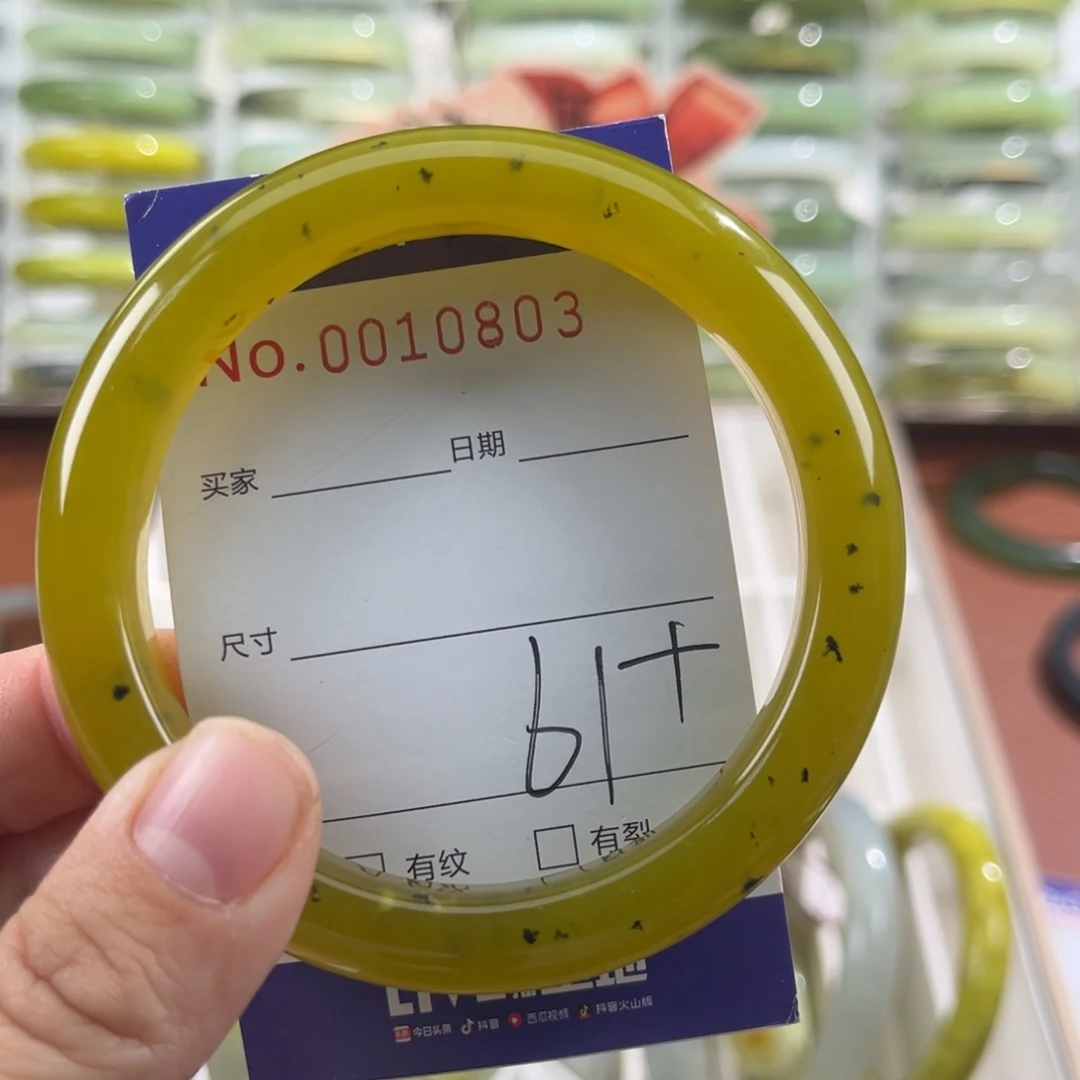 No.0010803
买家 日期
尺寸
61+
有纹 有裂
今日头条 抖音 西瓜视频 抖音火山版